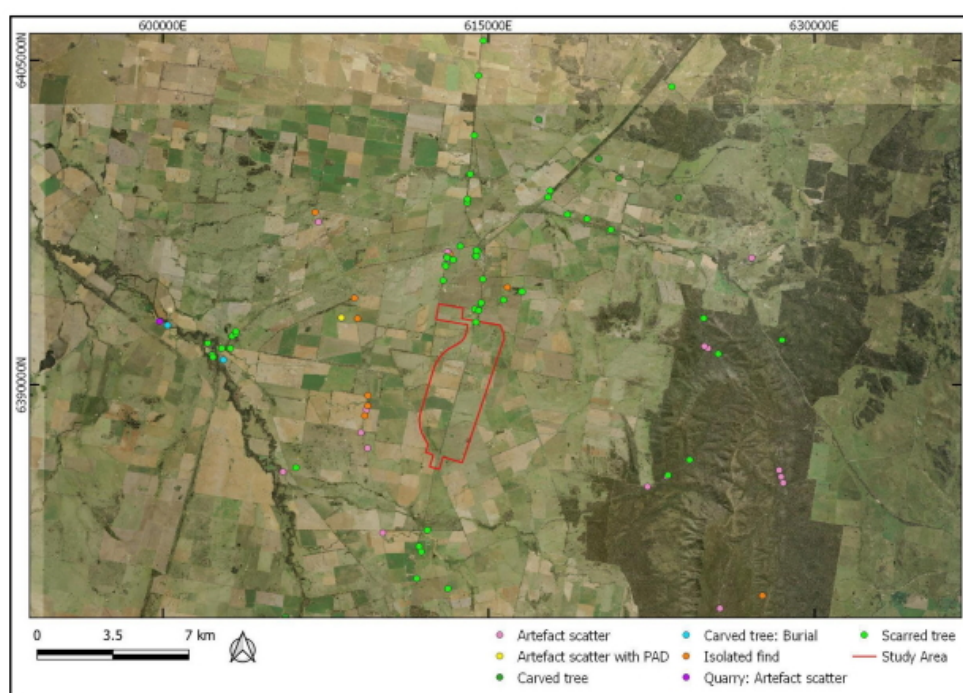 600000E 615000E 630000E
6405000N
6390000N
0 3.5 7 km
Artefact scatter Carved tree: Burial Scarred tree
Artefact scatter with PAD Isolated find Study Area
Carved tree Quarry: Artefact scatter